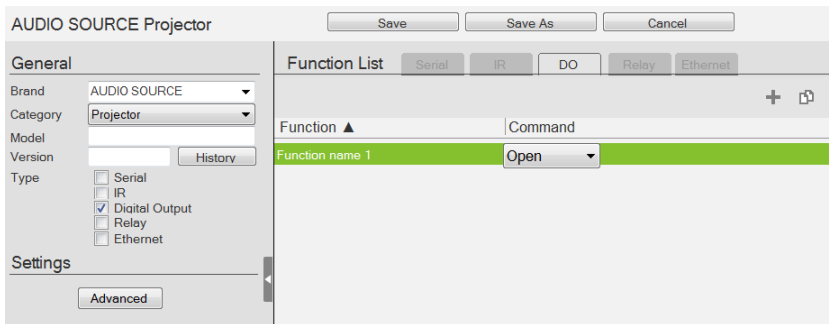 AUDIO SOURCE Projector
Save
Save As
Cancel
General
Brand
AUDIO SOURCE
Category
Projector
Model
Version
History
Type
Serial
IR
Digital Output
Relay
Ethernet
Settings
Advanced
Function List
Serial
IR
DO
Relay
Ethernet
Function ▲
Command
Function name 1
Open